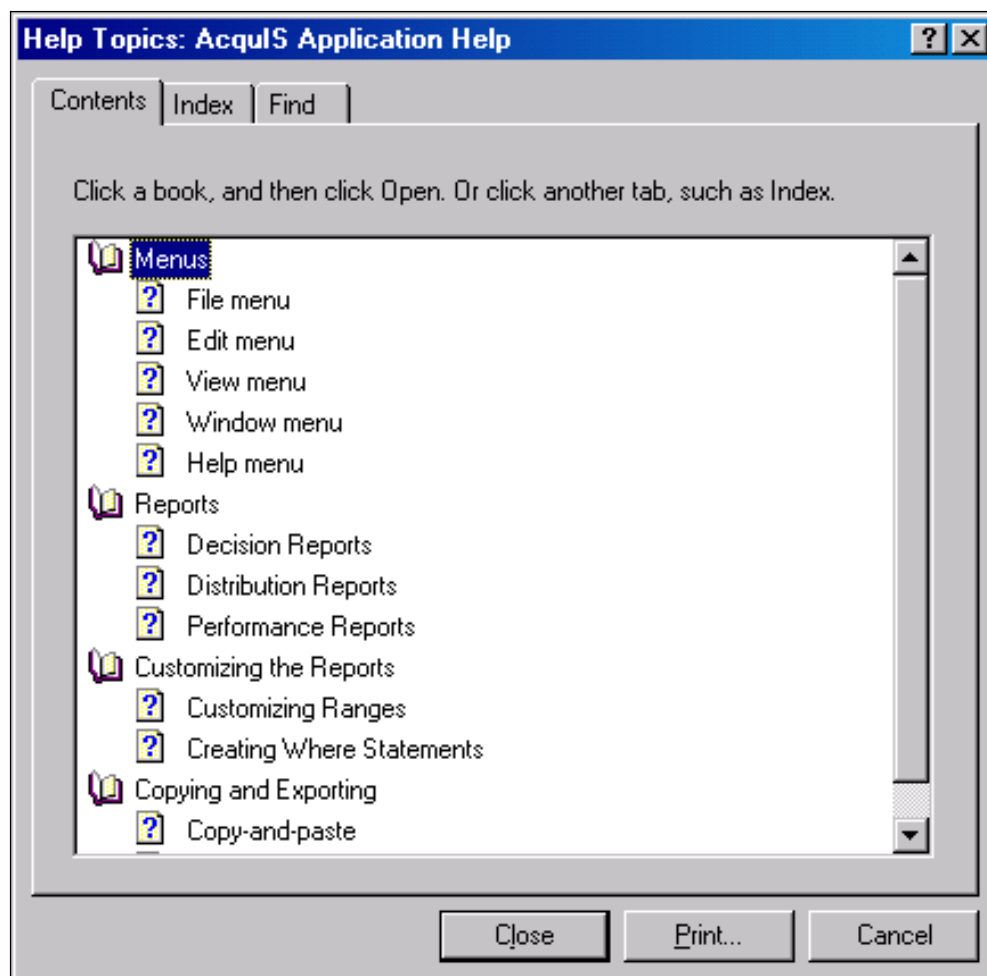 Help Topics: AcquIS Application Help
Contents Index Find
Click a book, and then click Open. Or click another tab, such as Index.
Menus
File menu
Edit menu
View menu
Window menu
Help menu
Reports
Decision Reports
Distribution Reports
Performance Reports
Customizing the Reports
Customizing Ranges
Creating Where Statements
Copying and Exporting
Copy-and-paste
Close Print... Cancel